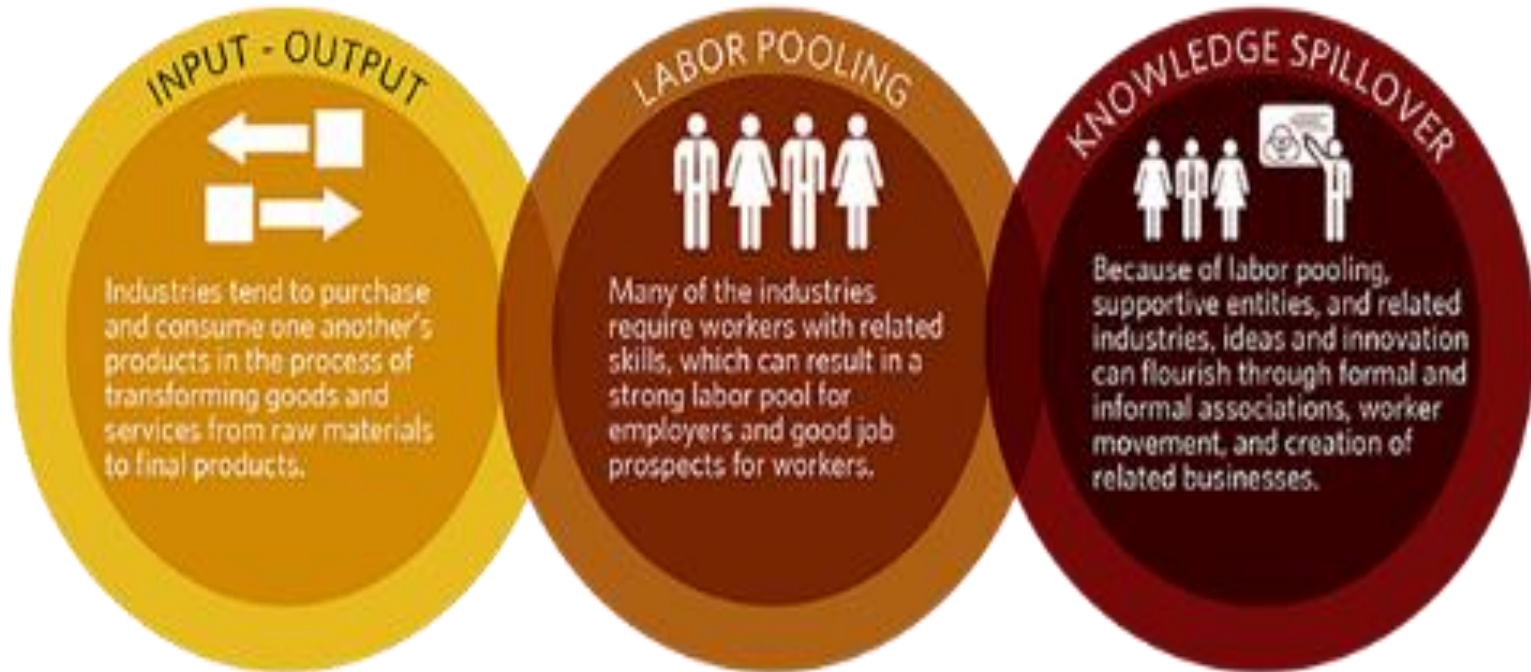 INPUT - OUTPUT
Industries tend to purchase
and consume one another's
products in the process of
transforming goods and
services from raw materials
to final products.
LABOR POOLING
Many of the industries
require workers with related
skills, which can result in a
strong labor pool for
employers and good job
prospects for workers.
KNOWLEDGE SPILLOVER
Because of labor pooling,
supportive entities, and related
industries, ideas and innovation
can flourish through formal and
informal associations, worker
movement, and creation of
related businesses.